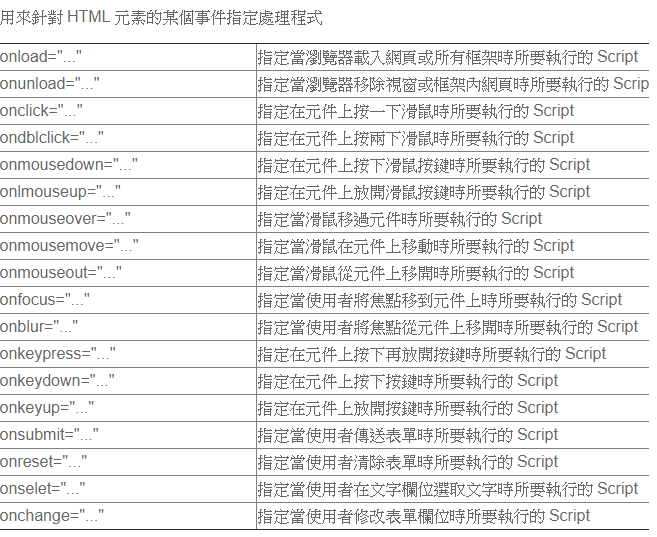 用來針對 HTML 元素的某個事件指定處理程式
onload="..." 指定當瀏覽器載入網頁或所有框架時所要執行的 Script
onunload="..." 指定當瀏覽器移除視窗或框架內網頁時所要執行的 Scrip
onclick="..." 指定在元件上按一下滑鼠時所要執行的 Script
ondblclick="..." 指定在元件上按兩下滑鼠時所要執行的 Script
onmousedown="..." 指定在元件上按下滑鼠按鍵時所要執行的 Script
onlmouseup="..." 指定在元件上放開滑鼠按鍵時所要執行的 Script
onmouseover="..." 指定當滑鼠移過元件時所要執行的 Script
onmousemove="..." 指定當滑鼠在元件上移動時所要執行的 Script
onmouseout="..." 指定當滑鼠從元件上移開時所要執行的 Script
onfocus="..." 指定當使用者將焦點移到元件上時所要執行的 Script
onblur="..." 指定當使用者將焦點從元件上移開時所要執行的 Script
onkeypress="..." 指定在元件上按下再放開按鍵時所要執行的 Script
onkeydown="..." 指定在元件上按下按鍵時所要執行的 Script
onkeyup="..." 指定在元件上放開按鍵時所要執行的 Script
onsubmit="..." 指定當使用者傳送表單時所要執行的 Script
onreset="..." 指定當使用者清除表單時所要執行的 Script
onselet="..." 指定當使用者在文字欄位選取文字時所要執行的 Script
onchange="..." 指定當使用者修改表單欄位時所要執行的 Script